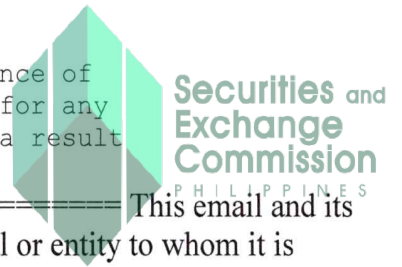 nce of
for any
a result
Securities and
Exchange
Commission
PHILIPPINES
======= This email and its
l or entity to whom it is